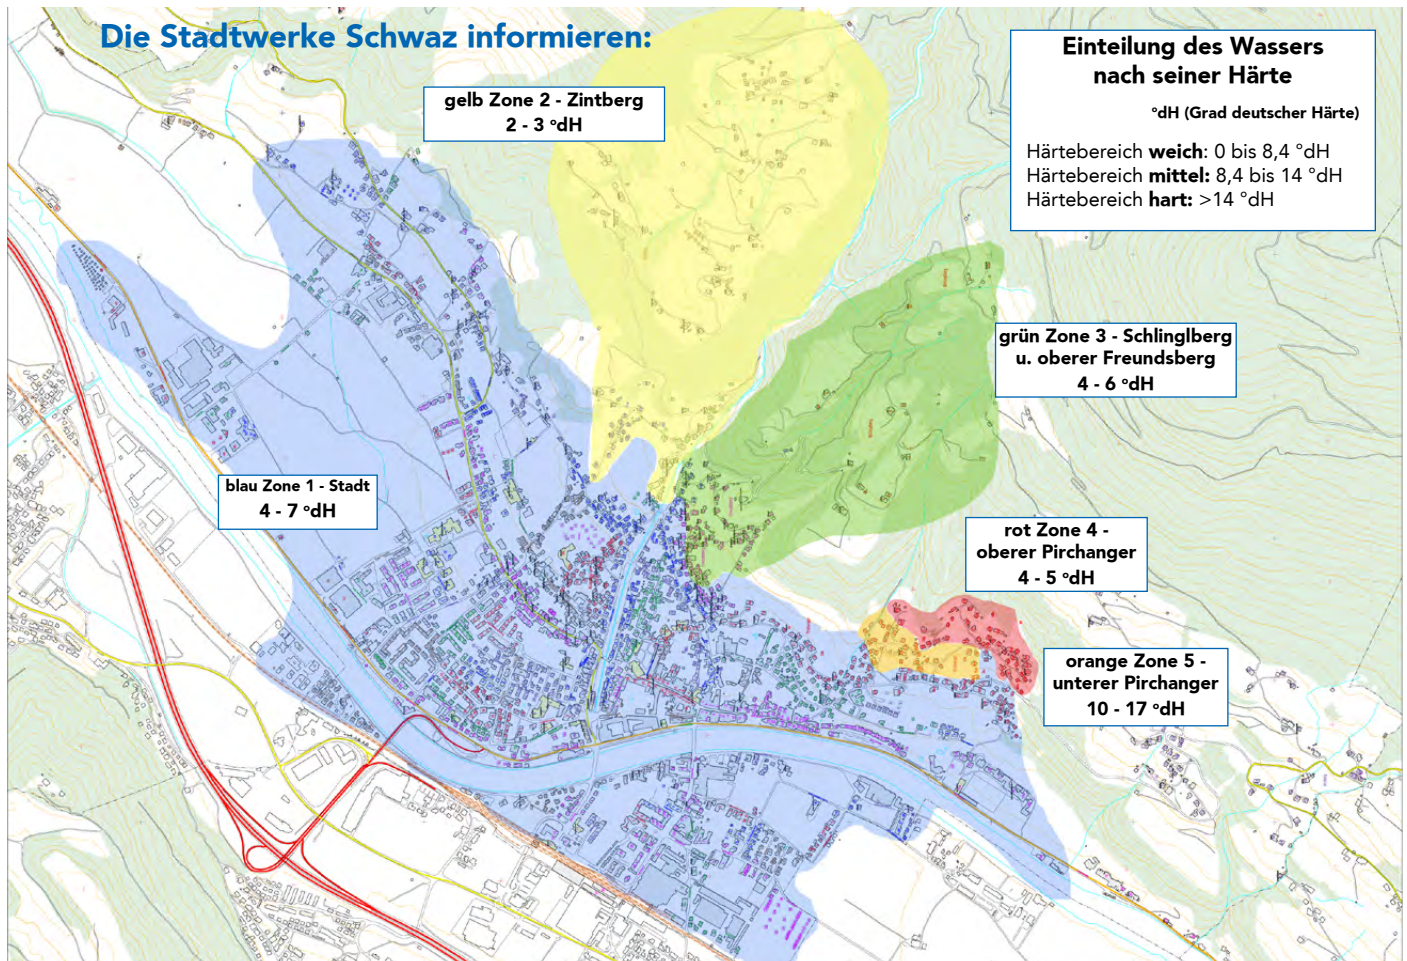 Die Stadtwerke Schwaz informieren:
Einteilung des Wassers
nach seiner Härte
°dH (Grad deutscher Härte)
Härtebereich weich: 0 bis 8,4 °dH
Härtebereich mittel: 8,4 bis 14 °dH
Härtebereich hart: >14 °dH
gelb Zone 2 - Zintberg
2 - 3 °dH
grün Zone 3 - Schlinglberg
u. oberer Freundsberg
4 - 6 °dH
blau Zone 1 - Stadt
4 - 7 °dH
rot Zone 4 -
oberer Pirchanger
4 - 5 °dH
orange Zone 5 -
unterer Pirchanger
10 - 17 °dH